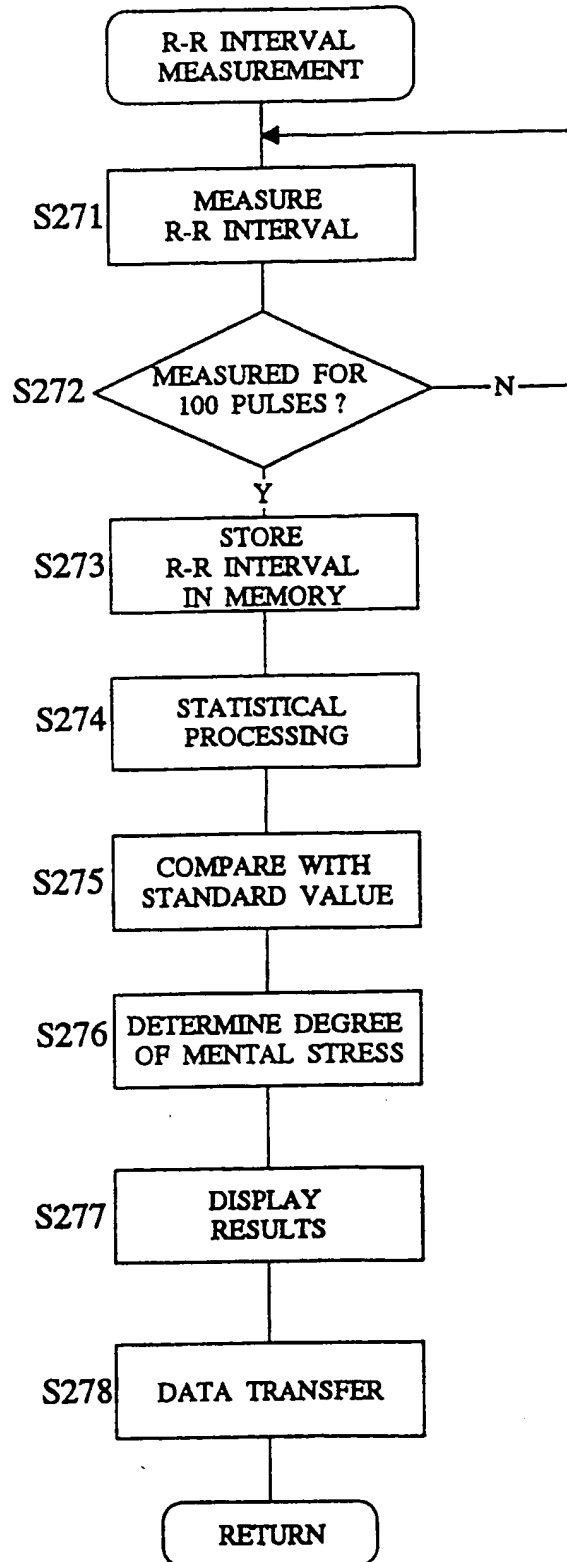 R-R INTERVAL
MEASUREMENT
S271
MEASURE
R-R INTERVAL
S272
MEASURED FOR
100 PULSES ?
N
Y
S273
STORE
R-R INTERVAL
IN MEMORY
S274
STATISTICAL
PROCESSING
S275
COMPARE WITH
STANDARD VALUE
S276
DETERMINE DEGREE
OF MENTAL STRESS
S277
DISPLAY
RESULTS
S278
DATA TRANSFER
RETURN